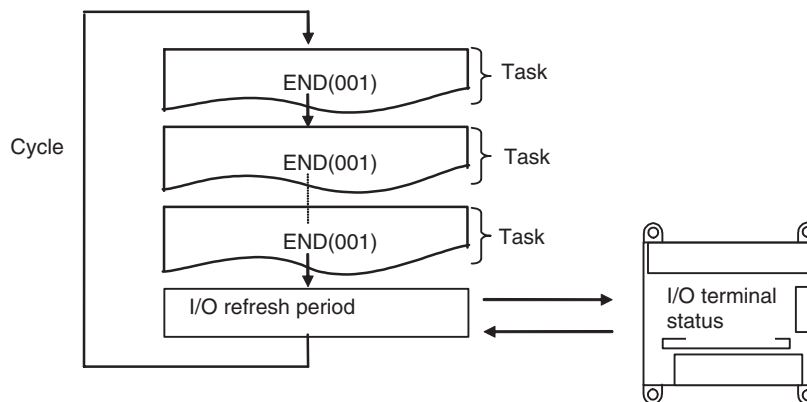 END(001)
Task
Cycle
END(001)
Task
END(001)
Task
I/O refresh period
I/O terminal
status